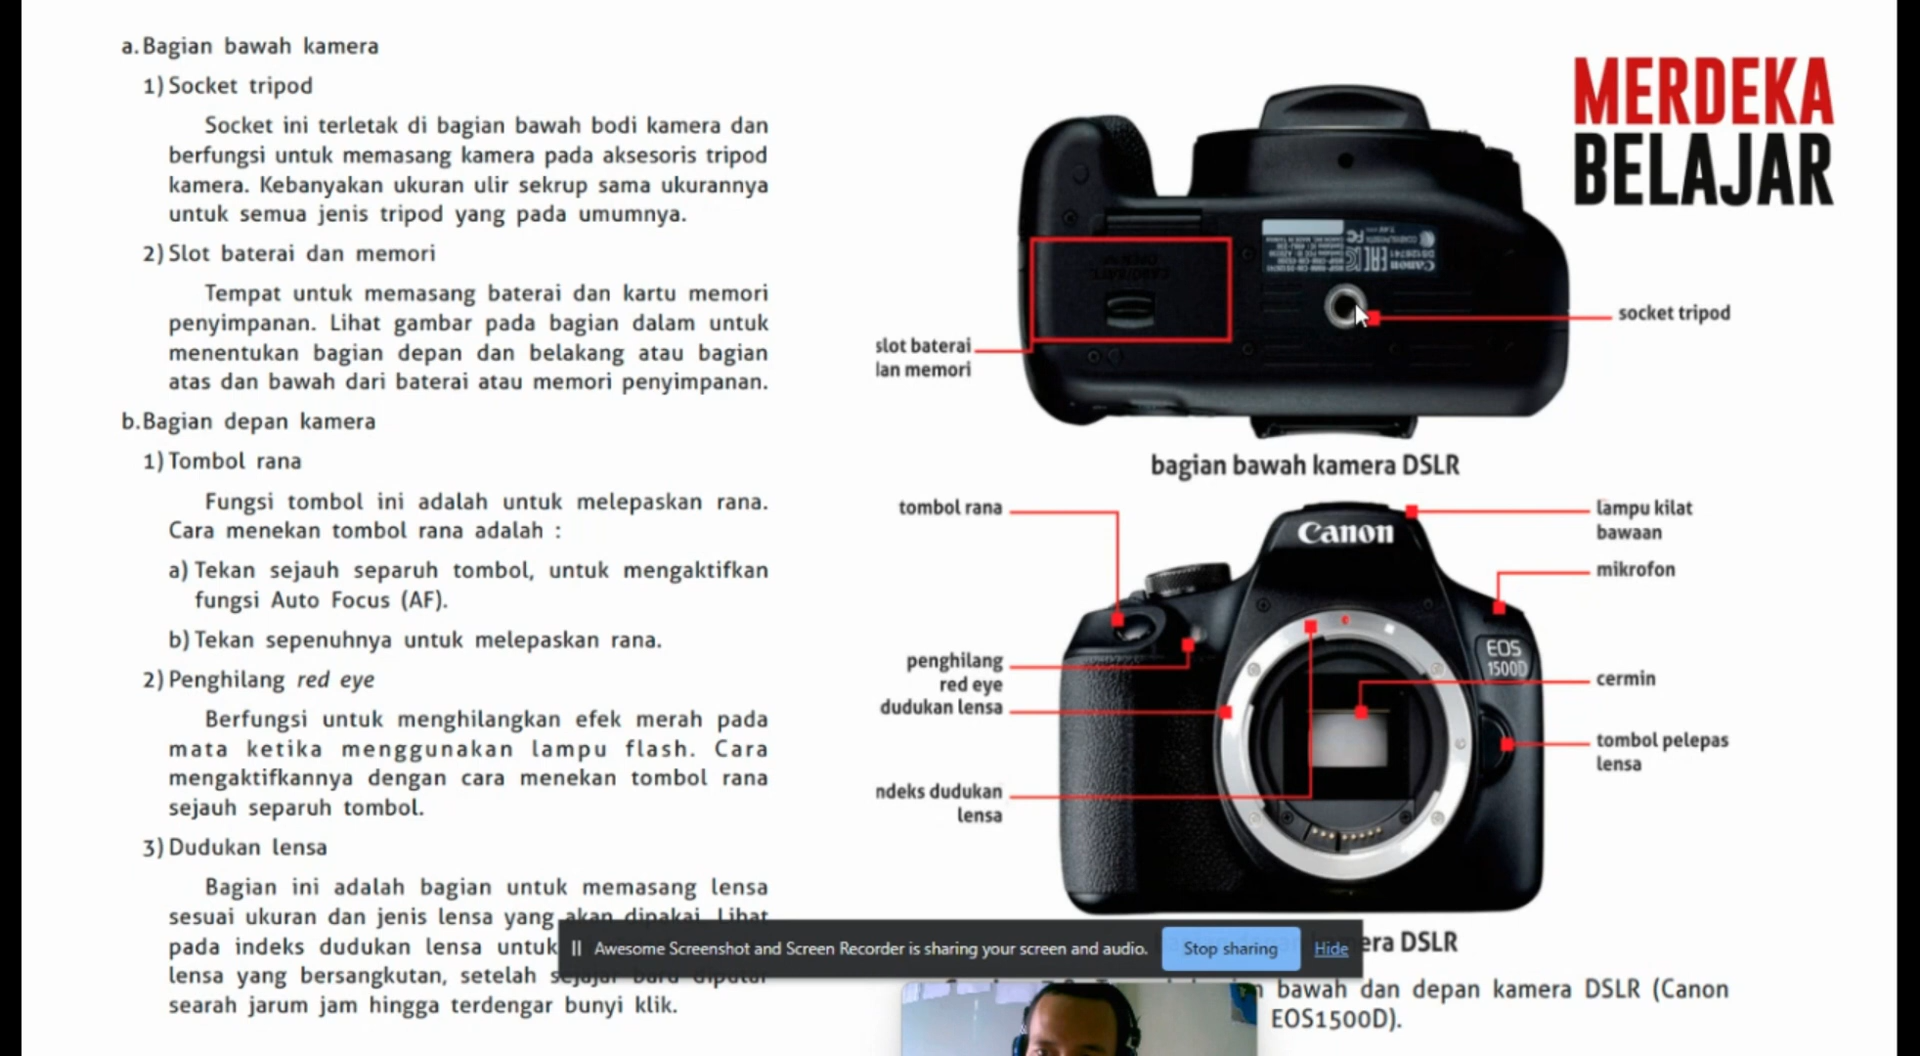 a. Bagian bawah kamera
1) Socket tripod
Socket ini terletak di bagian bawah bodi kamera dan
berfungsi untuk memasang kamera pada aksesoris tripod
kamera. Kebanyakan ukuran ulir sekrup sama ukurannya
untuk semua jenis tripod yang pada umumnya.
2) Slot baterai dan memori
Tempat untuk memasang baterai dan kartu memori
penyimpanan. Lihat gambar pada bagian dalam untuk
menentukan bagian depan dan belakang atau bagian
atas dan bawah dari baterai atau memori penyimpanan.
b. Bagian depan kamera
1) Tombol rana
Fungsi tombol ini adalah untuk melepaskan rana.
Cara menekan tombol rana adalah :
a) Tekan sejauh separuh tombol, untuk mengaktifkan
fungsi Auto Focus (AF).
b) Tekan sepenuhnya untuk melepaskan rana.
2) Penghilang red eye
Berfungsi untuk menghilangkan efek merah pada
mata ketika menggunakan lampu flash. Cara
mengaktifkannya dengan cara menekan tombol rana
sejauh separuh tombol.
3) Dudukan lensa
Bagian ini adalah bagian untuk memasang lensa
sesuai ukuran dan jenis lensa yang akan dipakai. Lihat
pada indeks dudukan lensa untuk
lensa yang bersangkutan, setelah sejajar baru diputar
searah jarum jam hingga terdengar bunyi klik.
MERDEKA
BELAJAR
Canon
FC
socket tripod
slot baterai
dan memori
bagian bawah kamera DSLR
tombol rana
lampu kilat
bawaan
Canon
mikrofon
EOS
1500D
penghilang
red eye
cermin
dudukan lensa
tombol pelepas
lensa
ndeks dudukan
lensa
era DSLR
bawah dan depan kamera DSLR (Canon
EOS1500D).
Awesome Screenshot and Screen Recorder is sharing your screen and audio.
Stop sharing
Hide